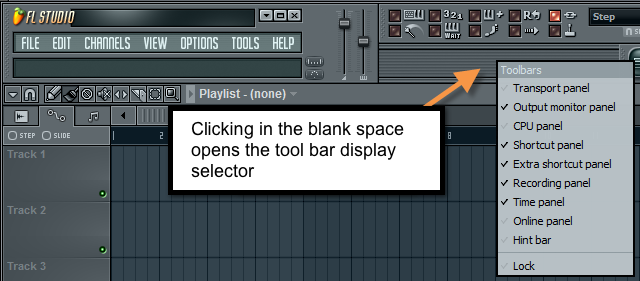 FL STUDIO
FILE EDIT CHANNELS VIEW OPTIONS TOOLS HELP
321
R
WAIT
Step
Playlist - (none)
STEP SLIDE
1 2 8
Track 1
Track 2
Track 3
Clicking in the blank space
opens the tool bar display
selector
Toolbars
Transport panel
Output monitor panel
CPU panel
Shortcut panel
Extra shortcut panel
Recording panel
Time panel
Online panel
Hint bar
Lock